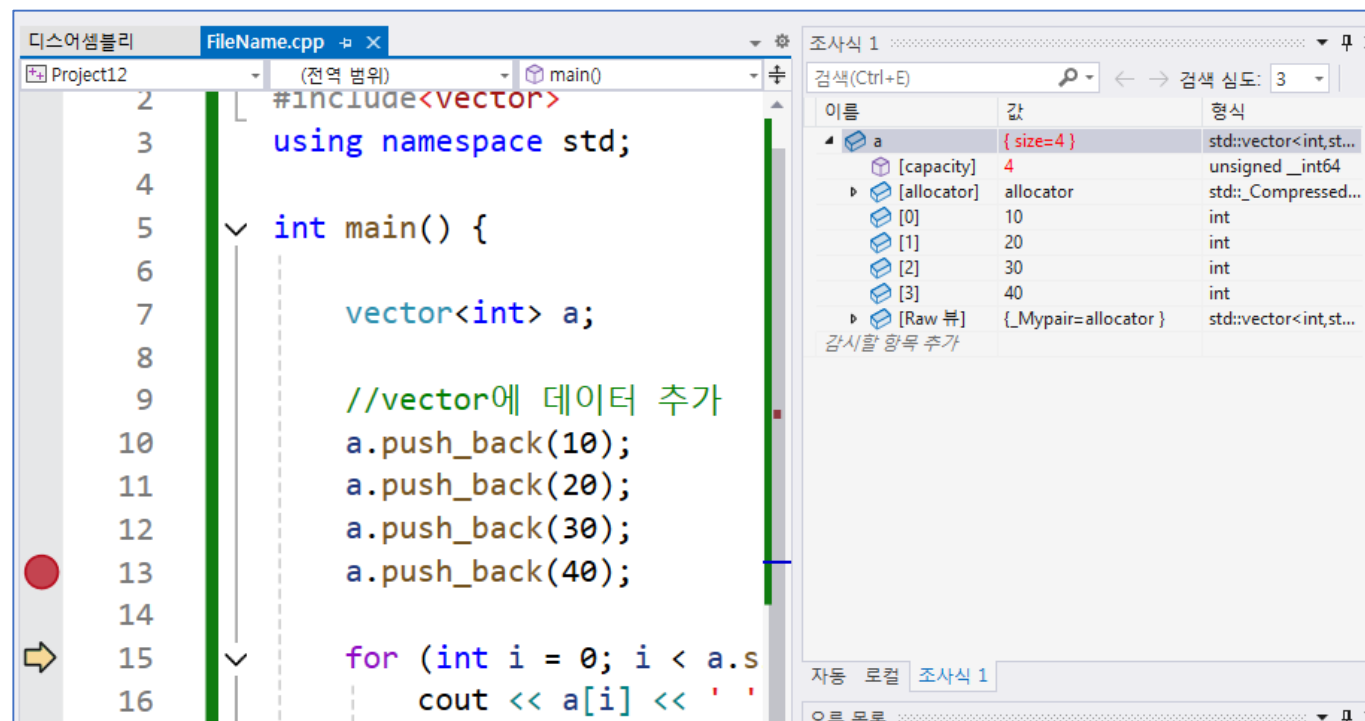 디스어셈블리 FileName.cpp
Project12 (전역 범위) main()
2 #include<vector>
3 using namespace std;
4
5 int main() {
6
7 vector<int> a;
8
9 //vector에 데이터 추가
10 a.push_back(10);
11 a.push_back(20);
12 a.push_back(30);
13 a.push_back(40);
14
15 for (int i = 0; i < a.s
16 cout << a[i] << ' '
조사식 1
검색(Ctrl+E) 검색 심도: 3
이름 값 형식
a { size=4 } std::vector<int,st...
[capacity] 4 unsigned __int64
[allocator] allocator std::_Compressed...
[0] 10 int
[1] 20 int
[2] 30 int
[3] 40 int
[Raw 뷰] {_Mypair=allocator } std::vector<int,st...
감시할 항목 추가
자동 로컬 조사식 1
오류 목록